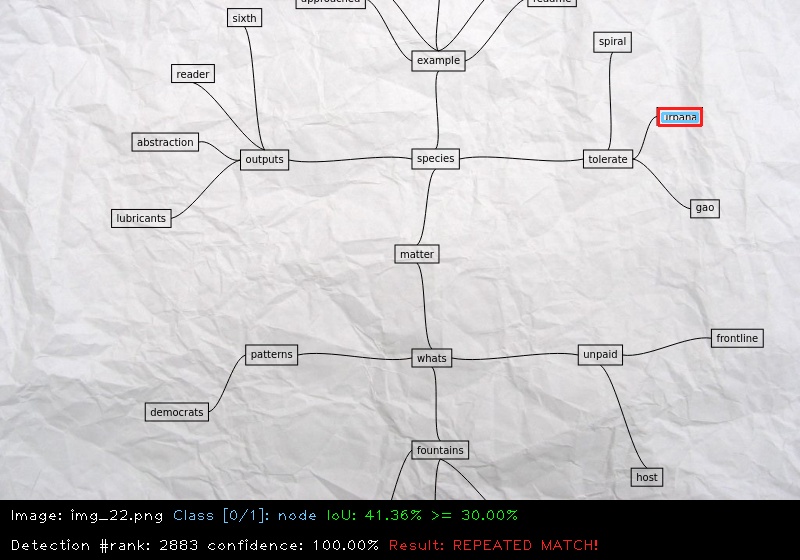 approached
resume
sixth
spiral
example
reader
urbana
abstraction
outputs
species
tolerate
gao
lubricants
matter
frontline
patterns
whats
unpaid
democrats
fountains
host
Image: img_22.png Class [0/1]: node IoU: 41.36% >= 30.00%
Detection #rank: 2883 confidence: 100.00% Result: REPEATED MATCH!